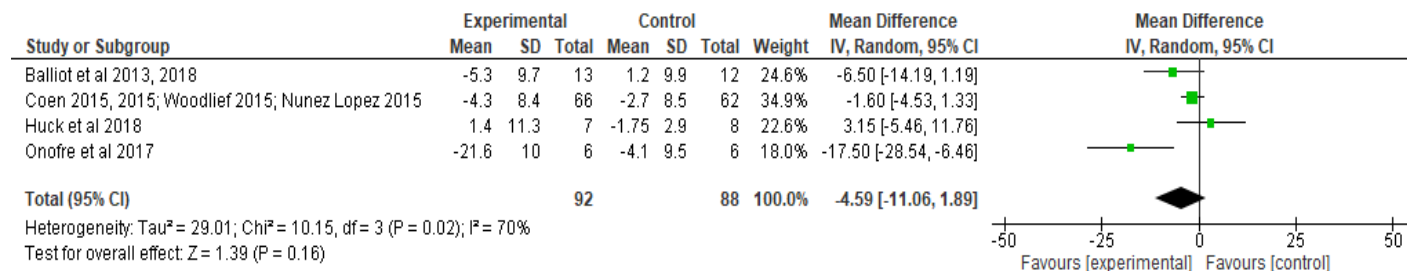 Experimental Control Mean Difference Mean Difference
Study or Subgroup Mean SD Total Mean SD Total Weight IV, Random, 95% CI IV, Random, 95% CI
Balliot et al 2013, 2018 -5.3 9.7 13 1.2 9.9 12 24.6% -6.50 [-14.19, 1.19]
Coen 2015, 2015; Woodlief 2015; Nunez Lopez 2015 -4.3 8.4 66 -2.7 8.5 62 34.9% -1.60 [-4.53, 1.33]
Huck et al 2018 1.4 11.3 7 -1.75 2.9 8 22.6% 3.15 [-5.46, 11.76]
Onofre et al 2017 -21.6 10 6 -4.1 9.5 6 18.0% -17.50 [-28.54, -6.46]
Total (95% CI) 92 88 100.0% -4.59 [-11.06, 1.89]
Heterogeneity: Tau² = 29.01; Chi² = 10.15, df = 3 (P = 0.02); I² = 70%
Test for overall effect: Z = 1.39 (P = 0.16)
-50 -25 0 25 50
Favours [experimental] Favours [control]